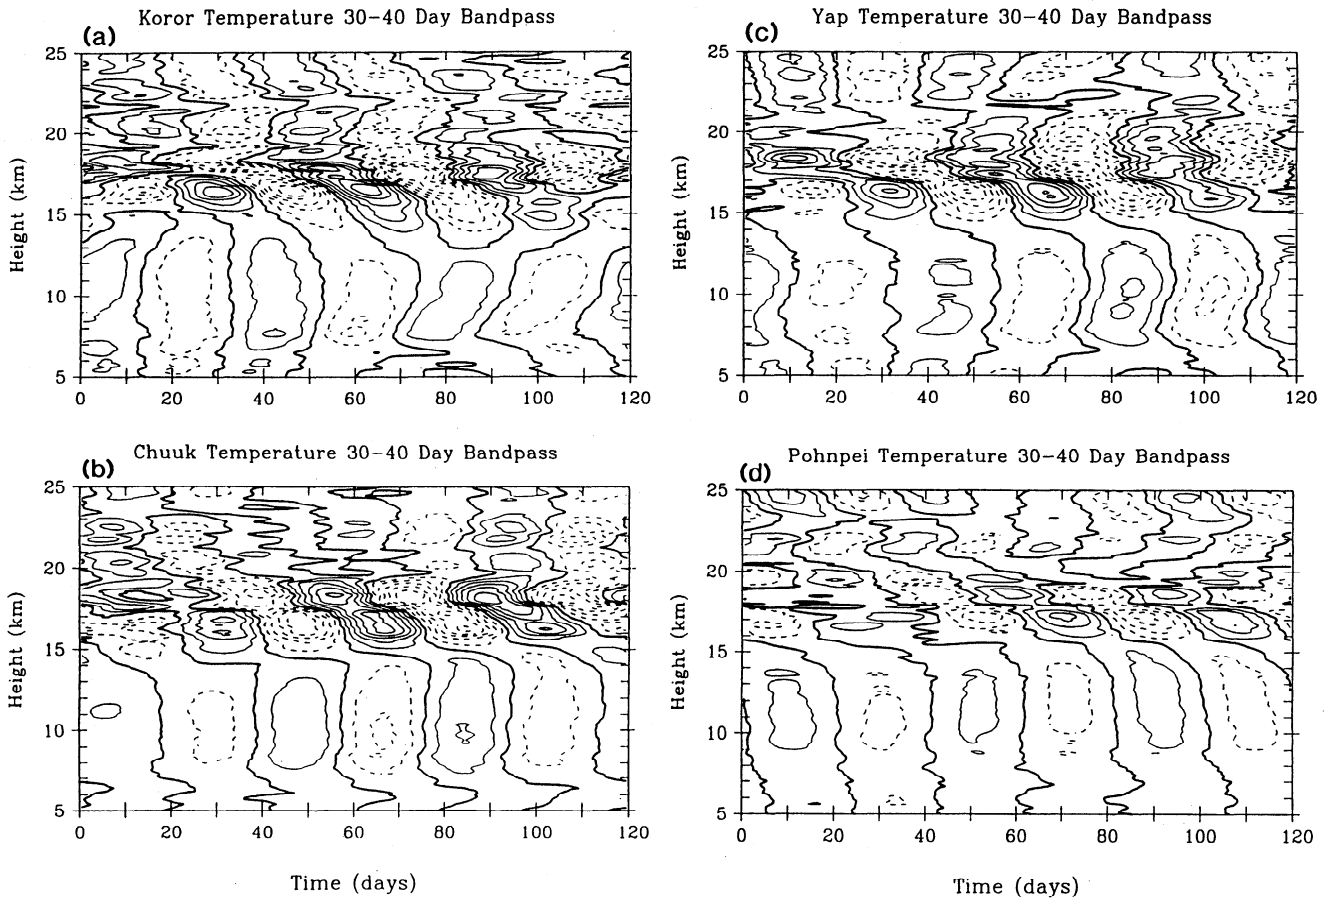 Koror Temperature 30-40 Day Bandpass
(a)
25
20
15
10
5
Height (km)
0 20 40 60 80 100 120
Yap Temperature 30-40 Day Bandpass
(c)
25
20
15
10
5
Height (km)
0 20 40 60 80 100 120
Chuuk Temperature 30-40 Day Bandpass
(b)
25
20
15
10
5
Height (km)
0 20 40 60 80 100 120
Time (days)
Pohnpei Temperature 30-40 Day Bandpass
(d)
25
20
15
10
5
Height (km)
0 20 40 60 80 100 120
Time (days)